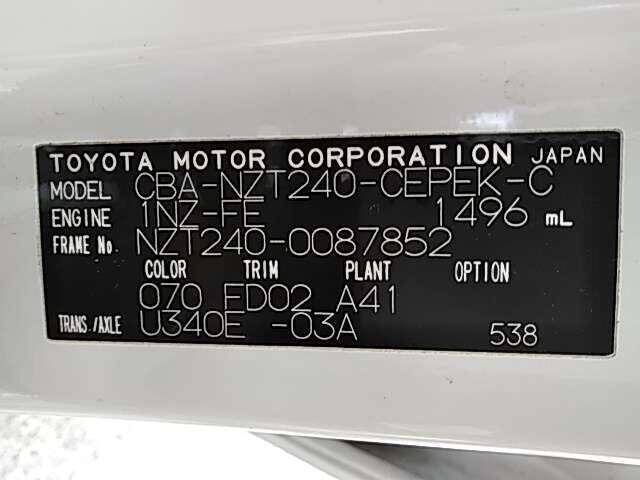 TOYOTA MOTOR CORPORATION JAPAN
MODEL CBA-NZT240-CEPEK-C
ENGINE 1NZ-FE 1496 mL
FRAME No. NZT240-0087852
COLOR TRIM PLANT OPTION
070 FD02 A41
TRANS./AXLE U340E -03A 538